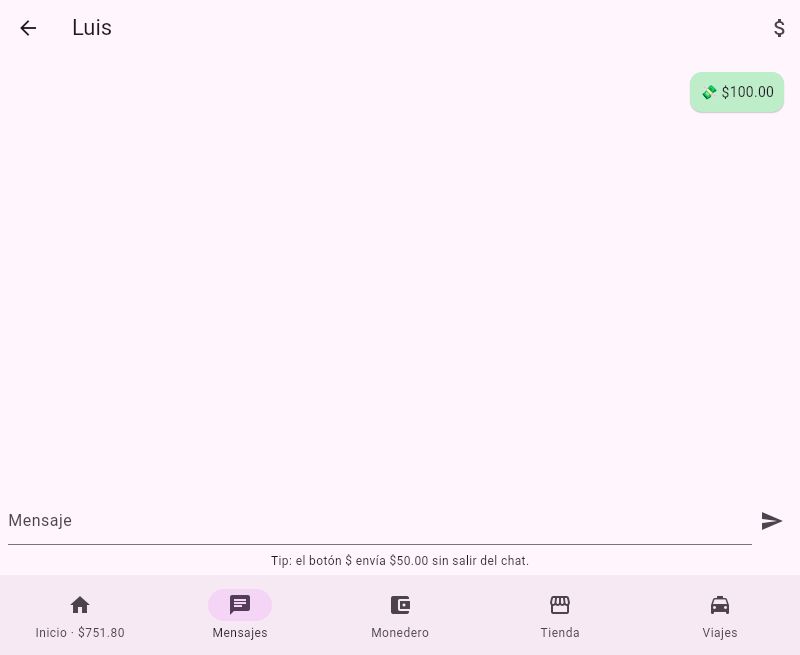 Luis
$
💸 $100.00
Mensaje
Tip: el botón $ envía $50.00 sin salir del chat.
Inicio · $751.80
Mensajes
Monedero
Tienda
Viajes